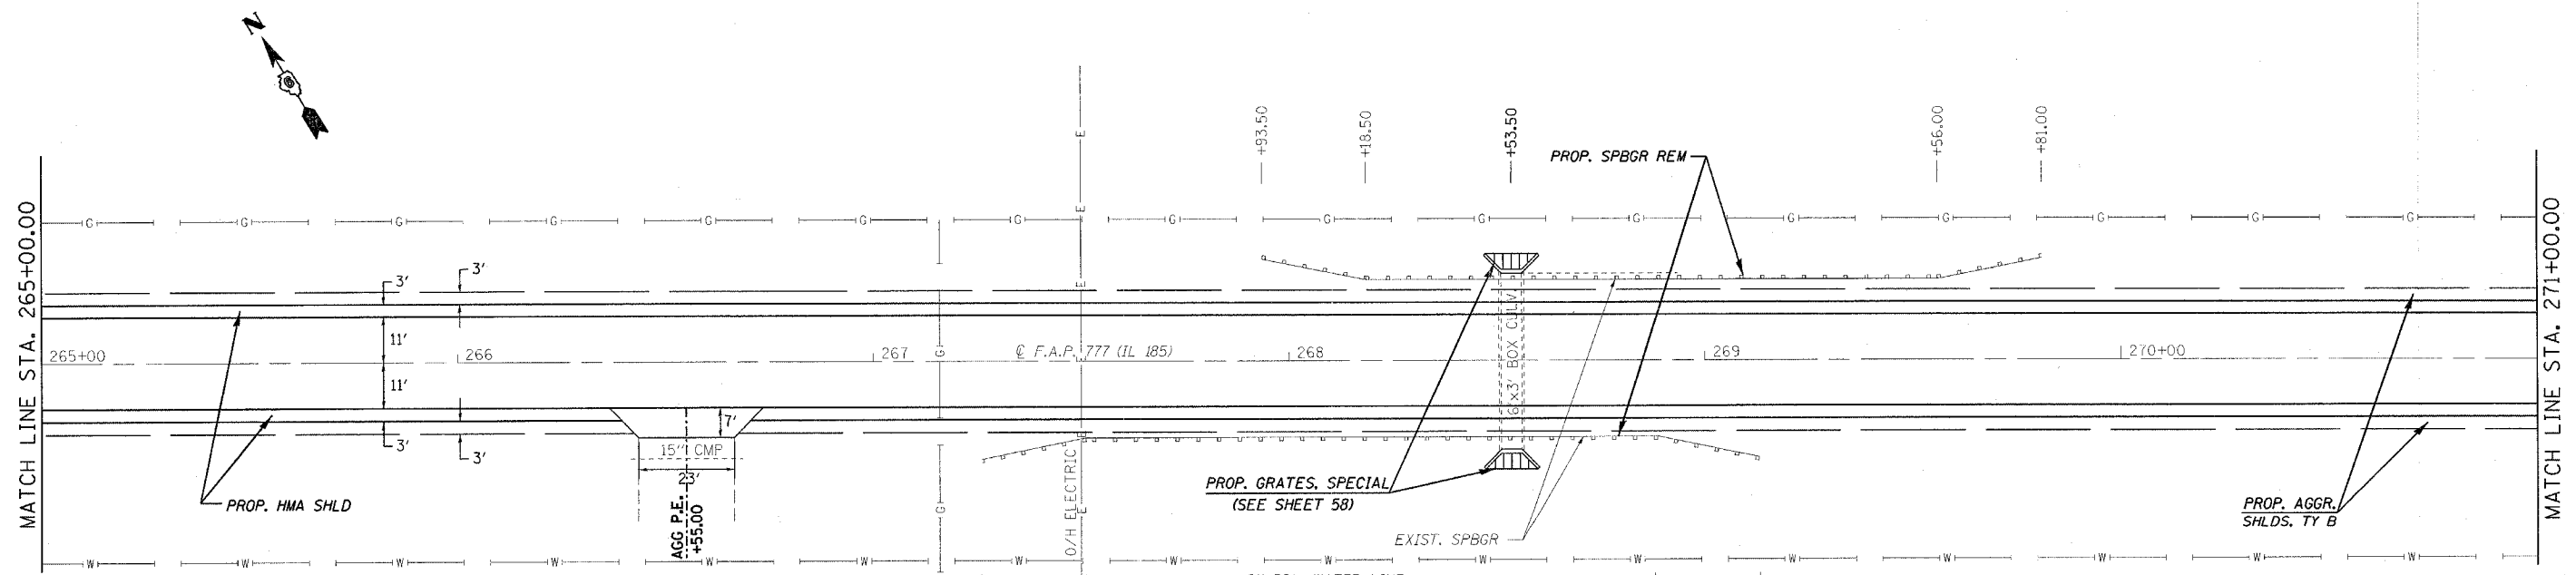 N
6
+93.50
+18.50
+53.50
+56.00
+81.00
PROP. SPBGR REM
MATCH LINE STA. 265+00.00
MATCH LINE STA. 271+00.00
G G G G G G G G G G G G G G G G
E
E
E
E
3'
3'
11'
265+00
266
267
℄ F.A.P. 777 (IL 185)
268
269
270+00
G
6'x3' BOX CULV
11'
7'
3'
3'
15" CMP
23'
PROP. HMA SHLD
AGG P.E.
+55.00
G
O/H ELECTRIC
E
PROP. GRATES, SPECIAL
(SEE SHEET 58)
EXIST. SPBGR
PROP. AGGR.
SHLDS. TY B
W W W W W W W W W W W W W W W W